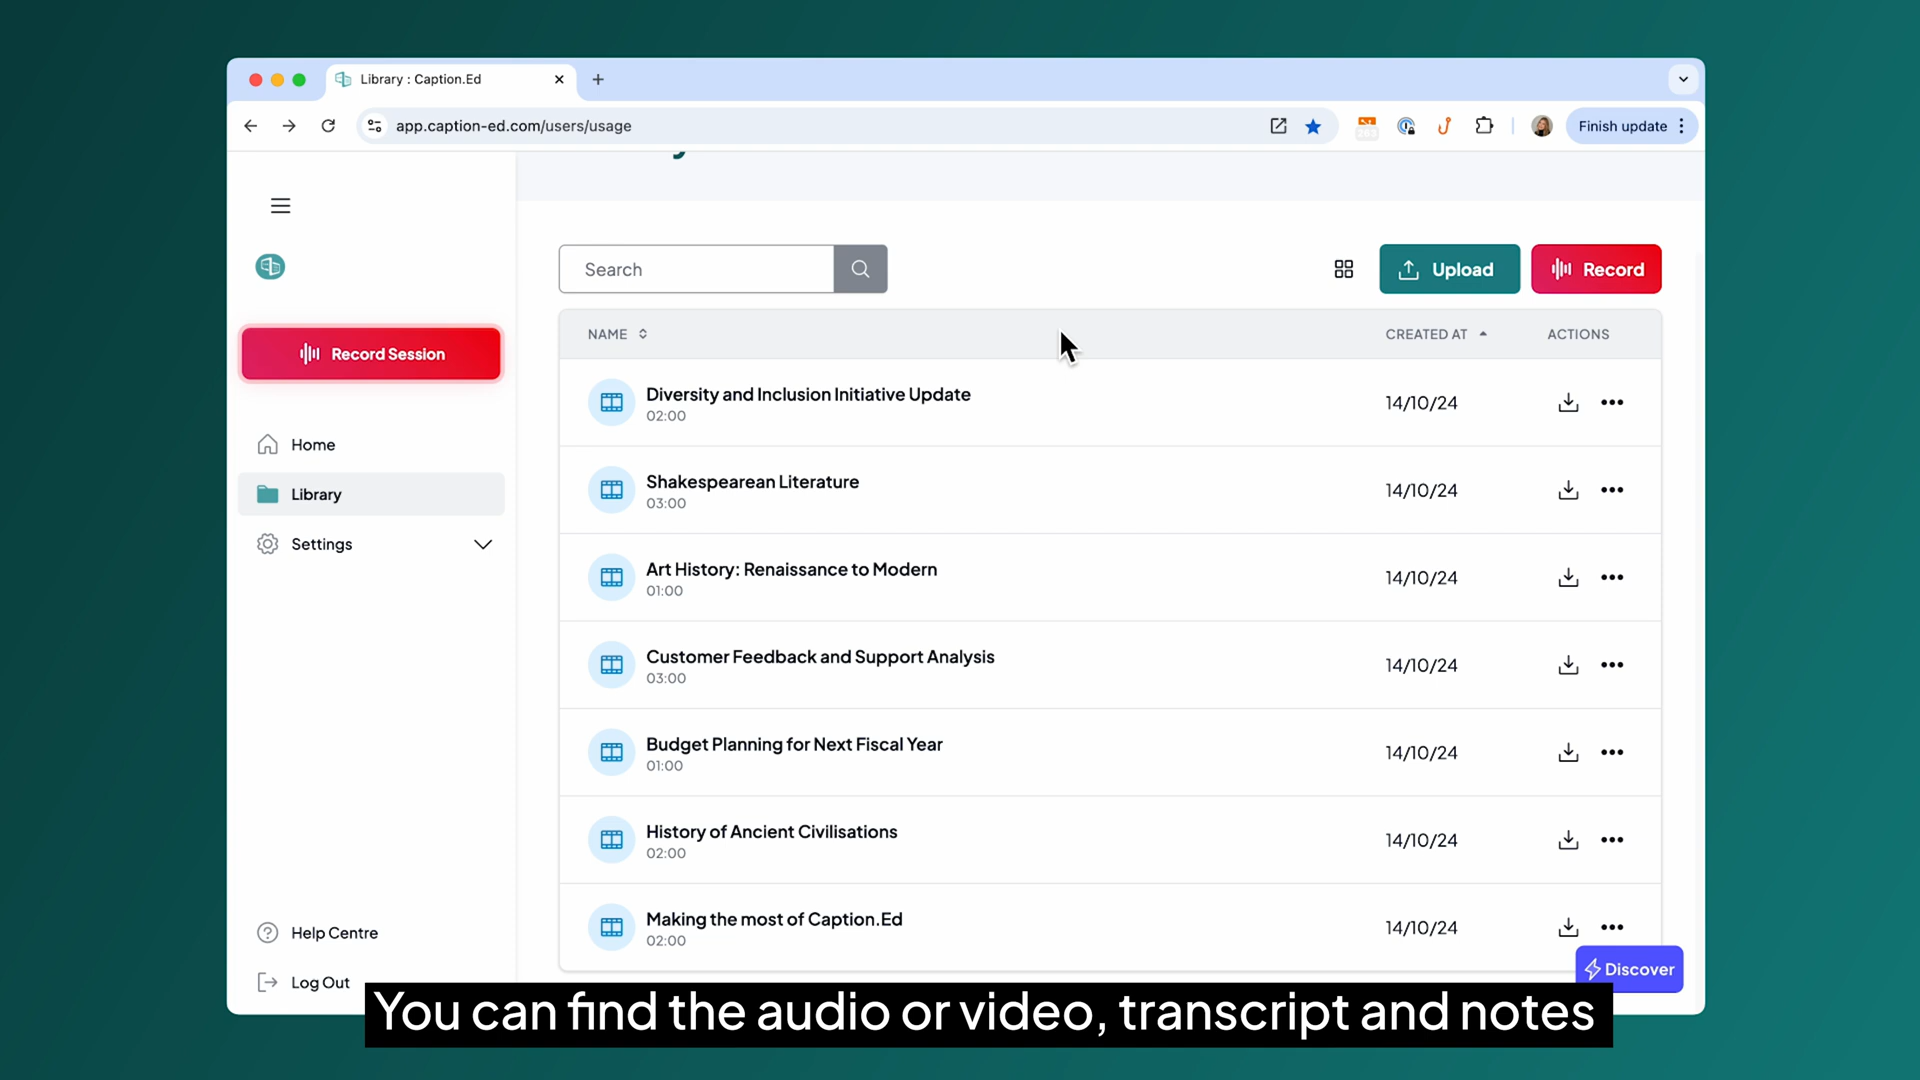 Library : Caption.Ed
app.caption-ed.com/users/usage
Finish update
Search
Upload
Record
Record Session
Home
Library
Settings
Help Centre
Log Out
NAME
CREATED AT
ACTIONS
Diversity and Inclusion Initiative Update
02:00
14/10/24
Shakespearean Literature
03:00
14/10/24
Art History: Renaissance to Modern
01:00
14/10/24
Customer Feedback and Support Analysis
03:00
14/10/24
Budget Planning for Next Fiscal Year
01:00
14/10/24
History of Ancient Civilisations
02:00
14/10/24
Making the most of Caption.Ed
02:00
14/10/24
Discover
You can find the audio or video, transcript and notes